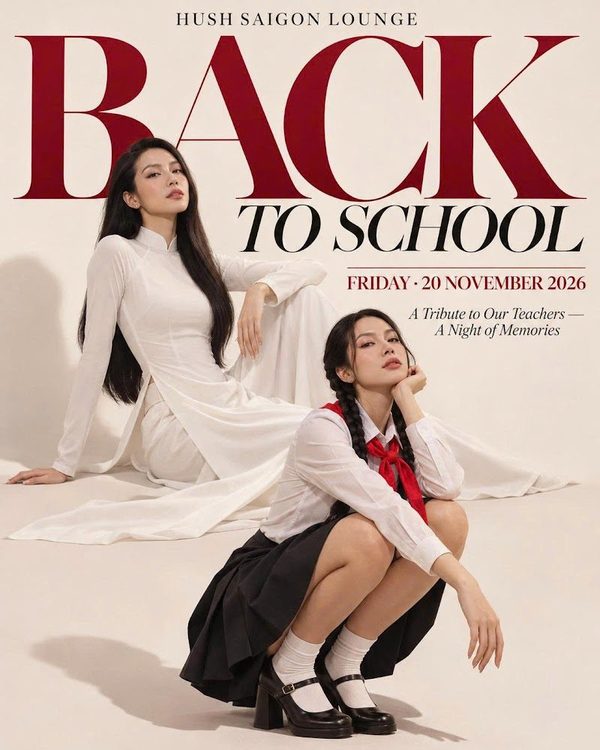 HUSH SAIGON LOUNGE
BACK
TO SCHOOL
FRIDAY · 20 NOVEMBER 2026
A Tribute to Our Teachers —
A Night of Memories